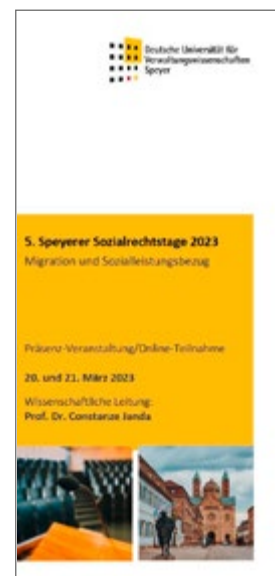 Deutsche Universität für
Verwaltungswissenschaften
Speyer
5. Speyerer Sozialrechtstage 2023
Migration und Sozialleistungsbezug
Präsenz-Veranstaltung/Online-Teilnahme
20. und 21. März 2023
Wissenschaftliche Leitung:
Prof. Dr. Constanze Janda